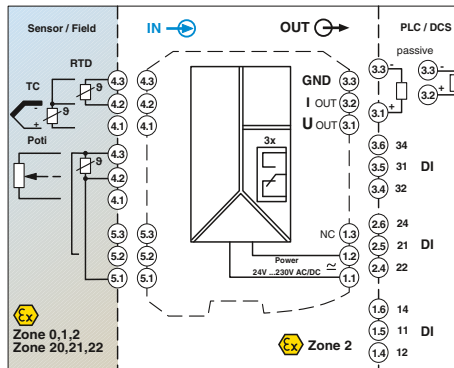 Sensor / Field
IN
OUT
PLC / DCS
RTD
passive
TC
ϑ
4.3
4.3
GND
3.3
3.3
-
3.3
-
-
+
ϑ
4.2
4.2
I OUT
3.2
3.2
+
4.1
4.1
U OUT
3.1
3.1
+
Poti
ϑ
4.3
3x
3.6
34
4.2
3.5
31
DI
4.1
3.4
32
5.3
5.3
NC
1.3
2.6
24
5.2
5.2
Power
1.2
2.5
21
DI
5.1
5.1
24V ...230V AC/DC
1.1
2.4
22
Ex
Zone 0,1,2
Zone 20,21,22
Ex
Zone 2
1.6
14
1.5
11
DI
1.4
12